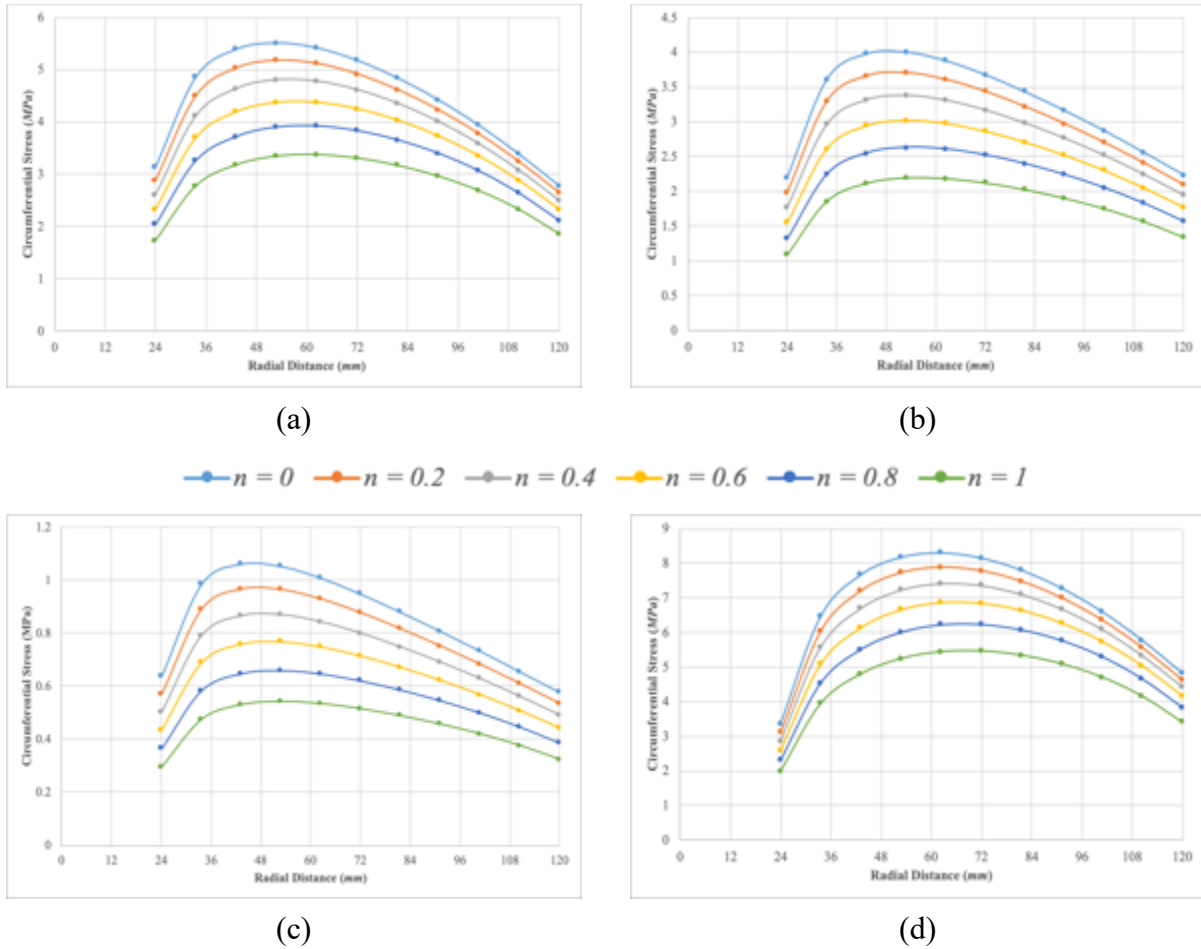 6
5
4
3
2
1
0
Circumferential Stress (MPa)
0 12 24 36 48 60 72 84 96 108 120
Radial Distance (mm)
(a)
4.5
4
3.5
3
2.5
2
1.5
1
0.5
0
Circumferential Stress (MPa)
0 12 24 36 48 60 72 84 96 108 120
Radial Distance (mm)
(b)
n = 0 n = 0.2 n = 0.4 n = 0.6 n = 0.8 n = 1
1.2
1
0.8
0.6
0.4
0.2
0
Circumferential Stress (MPa)
0 12 24 36 48 60 72 84 96 108 120
Radial Distance (mm)
(c)
9
8
7
6
5
4
3
2
1
0
Circumferential Stress (MPa)
0 12 24 36 48 60 72 84 96 108 120
Radial Distance (mm)
(d)